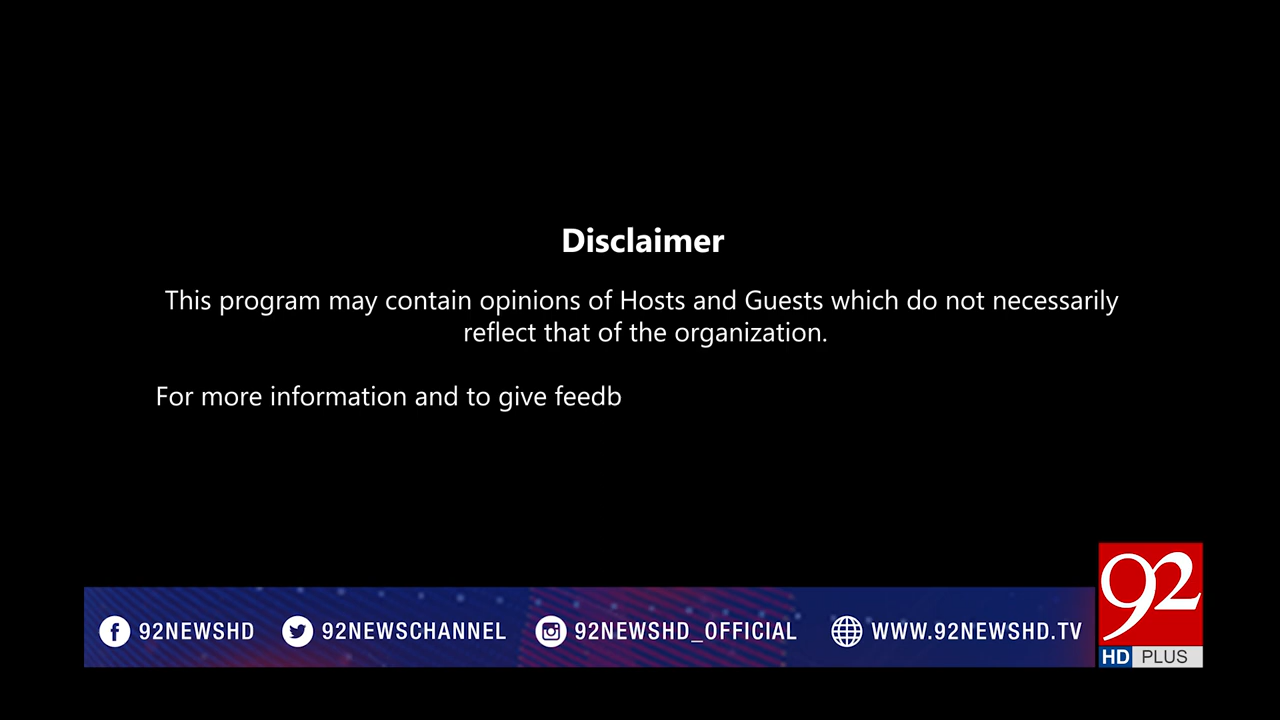 Disclaimer
This program may contain opinions of Hosts and Guests which do not necessarily
reflect that of the organization.
For more information and to give feedb
92NEWSHD 92NEWSCHANNEL 92NEWSHD_OFFICIAL WWW.92NEWSHD.TV
92
HD PLUS